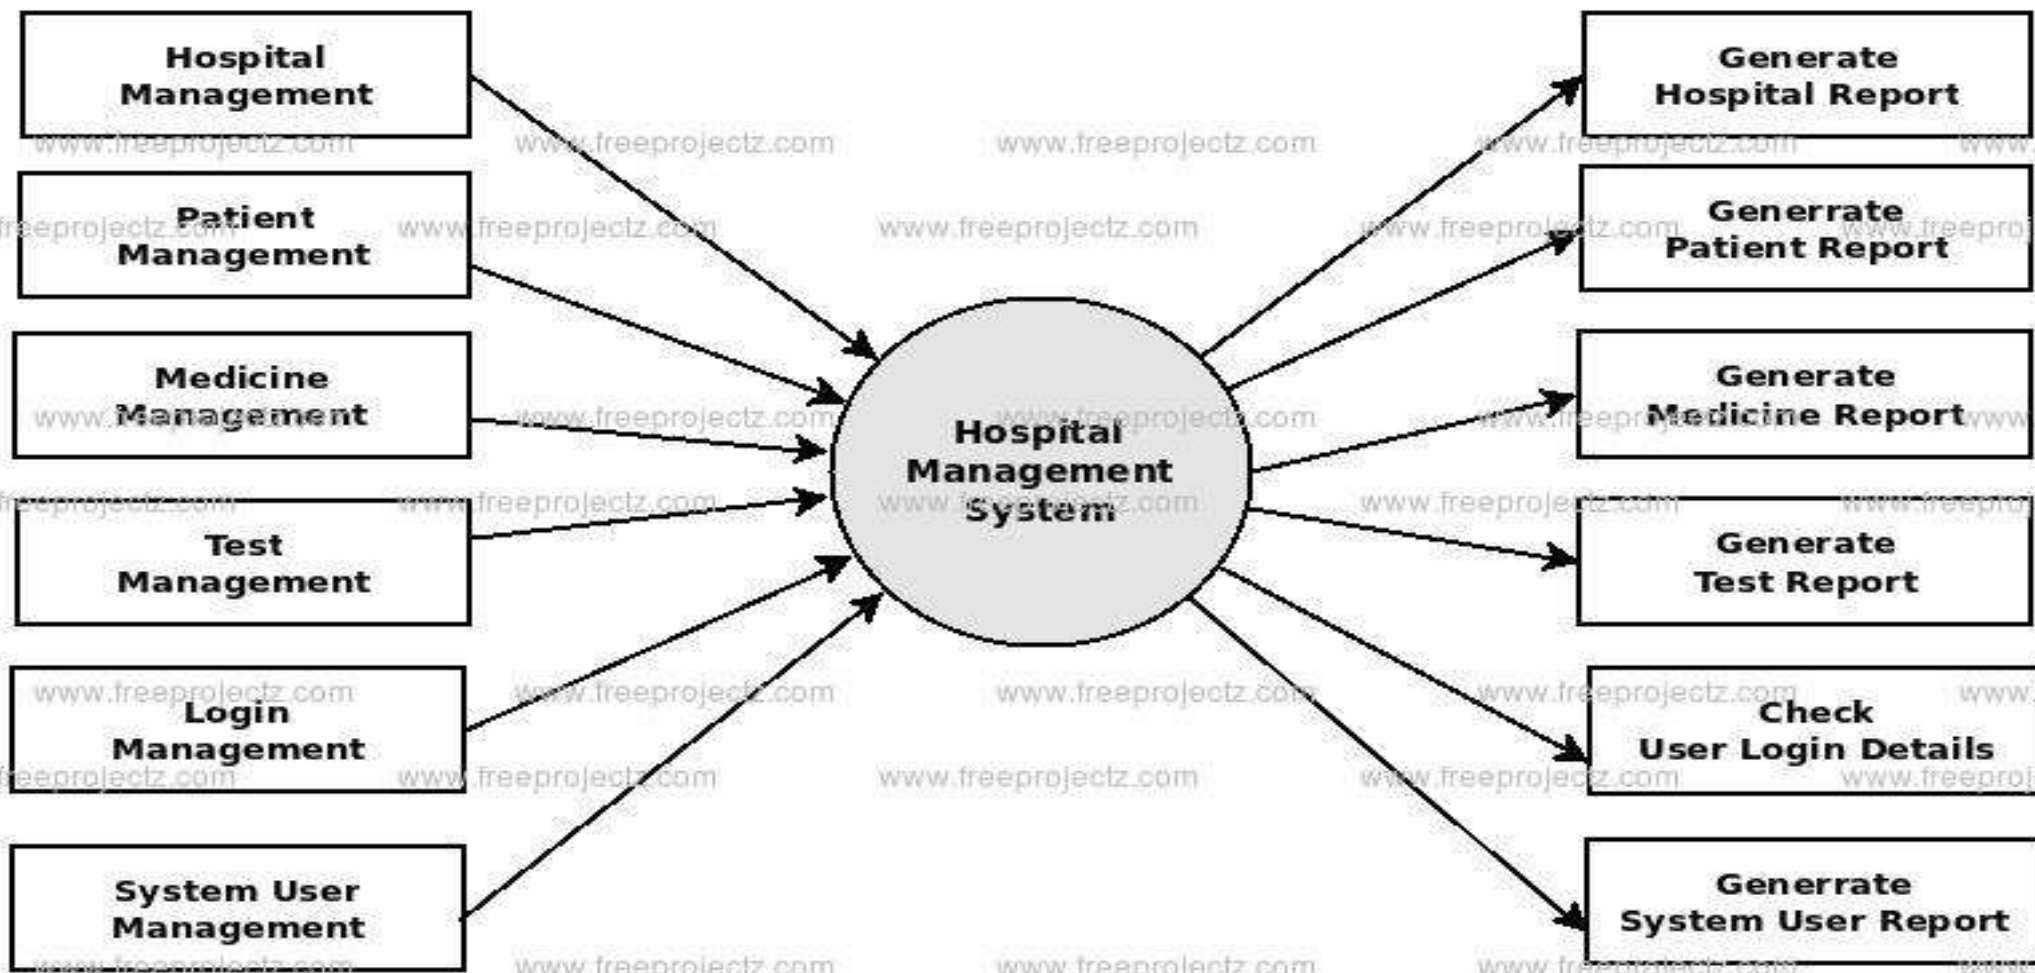 Hospital
Management
Patient
Management
Medicine
Management
Test
Management
Login
Management
System User
Management
Hospital
Management
System
Generate
Hospital Report
Generrate
Patient Report
Generate
Medicine Report
Generate
Test Report
Check
User Login Details
Generrate
System User Report
www.freeprojectz.com